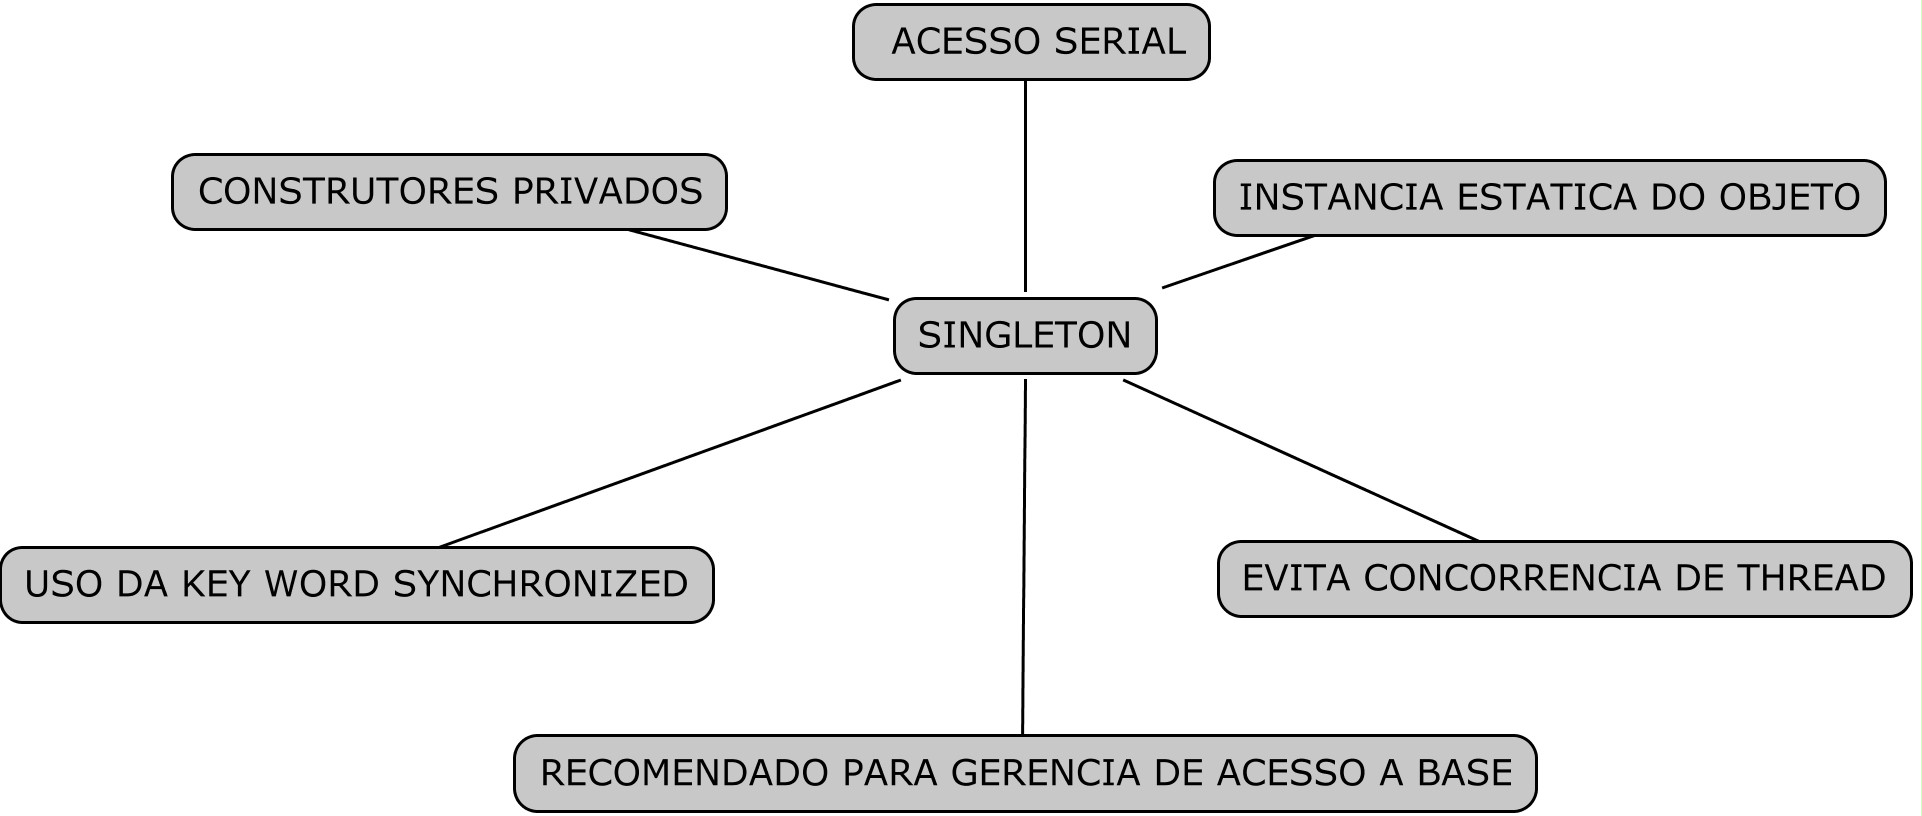 ACESSO SERIAL
CONSTRUTORES PRIVADOS
INSTANCIA ESTATICA DO OBJETO
SINGLETON
USO DA KEY WORD SYNCHRONIZED
EVITA CONCORRENCIA DE THREAD
RECOMENDADO PARA GERENCIA DE ACESSO A BASE